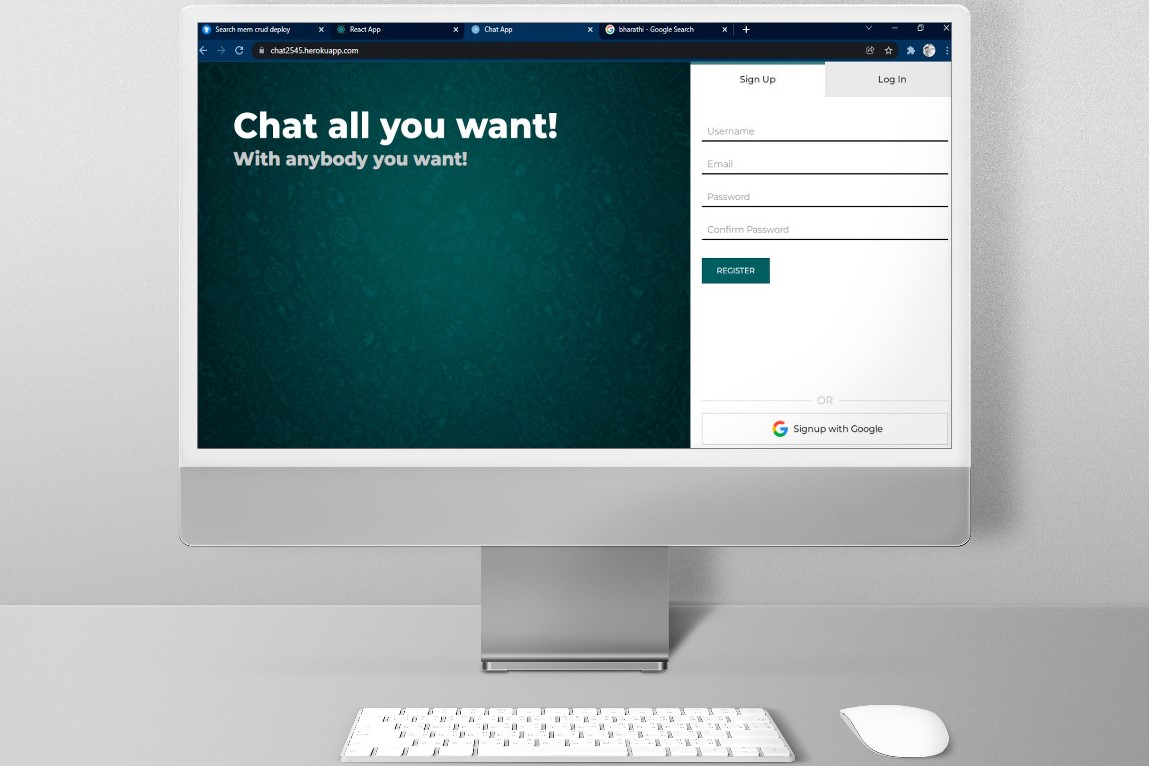 Search mem crud deploy
React App
Chat App
bharathi - Google Search
chat2545.herokuapp.com
Chat all you want!
With anybody you want!
Sign Up
Log In
Username
Email
Password
Confirm Password
REGISTER
OR
Signup with Google